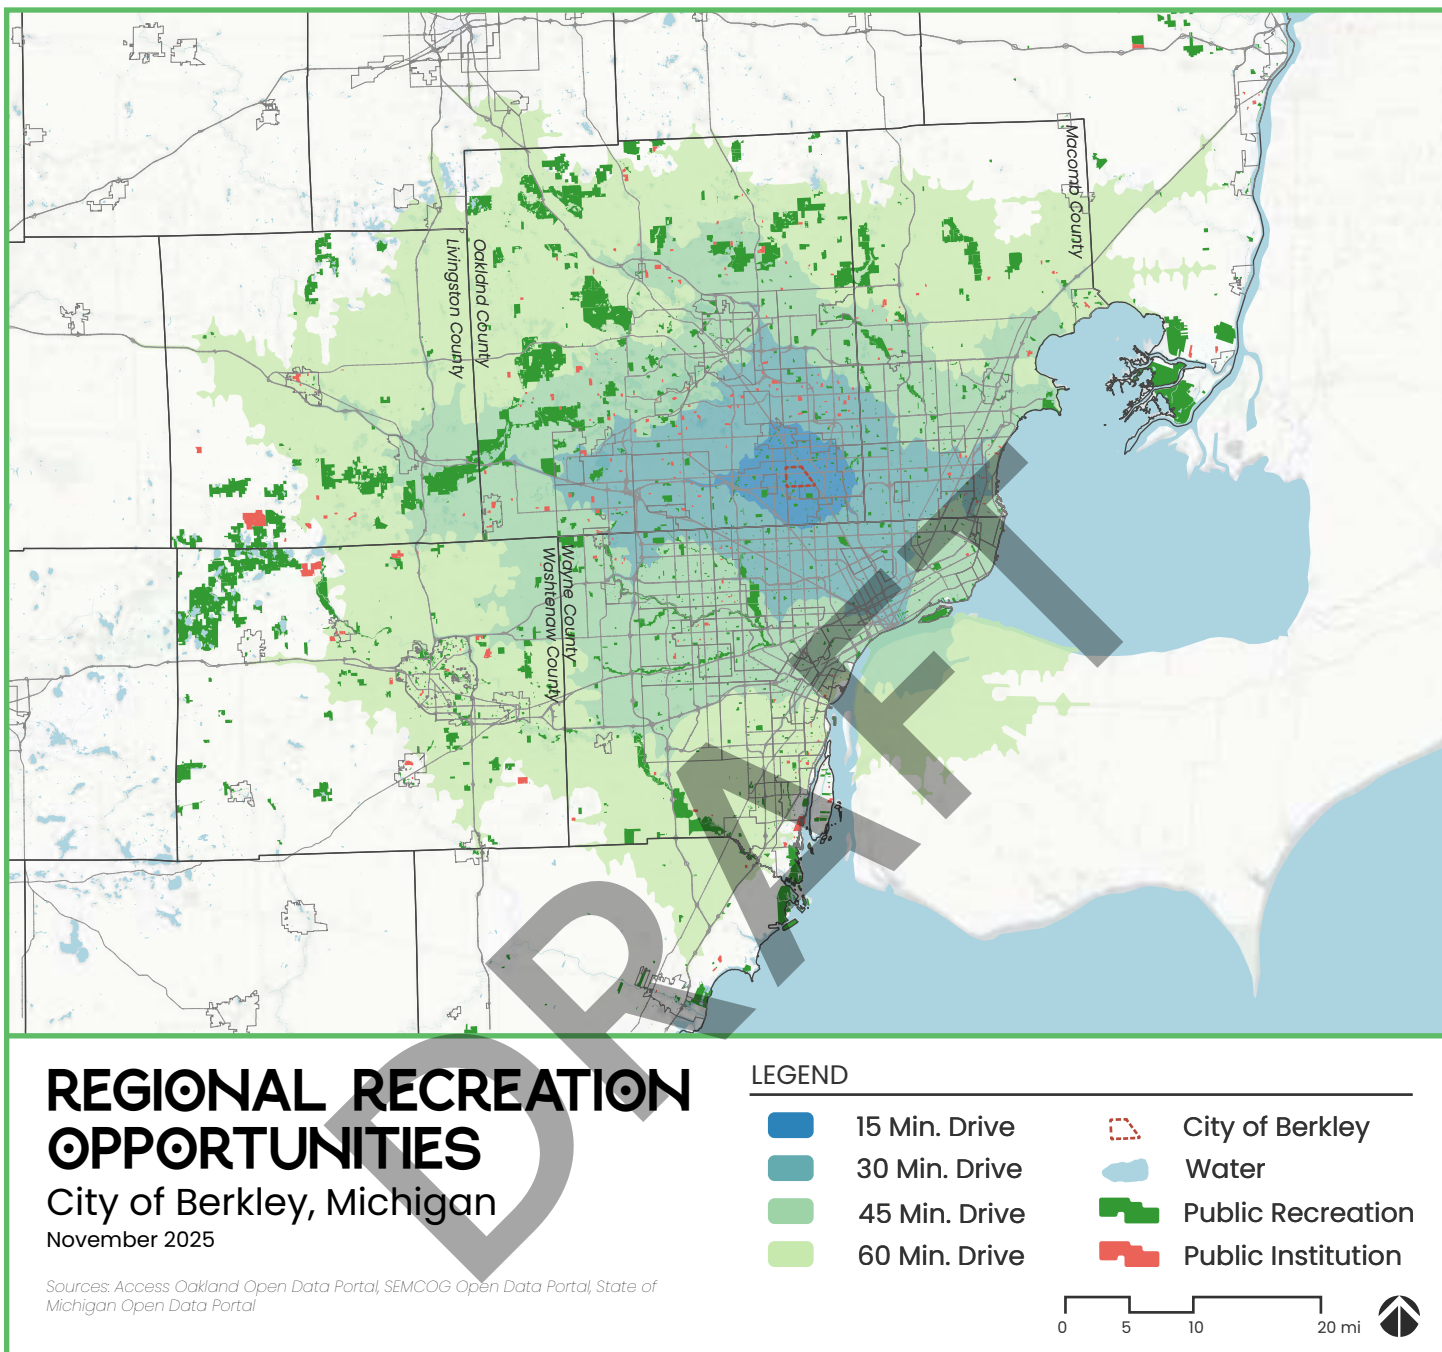 Macomb County
Oaklnd County
Livingston County
Wayne County
Washtenaw County
DRAFT
REGIONAL RECREATION
OPPORTUNITIES
City of Berkley, Michigan
November 2025
Sources: Access Oakland Open Data Portal, SEMCOG Open Data Portal, State of
Michigan Open Data Portal
LEGEND
15 Min. Drive
30 Min. Drive
45 Min. Drive
60 Min. Drive
City of Berkley
Water
Public Recreation
Public Institution
0 5 10 20 mi